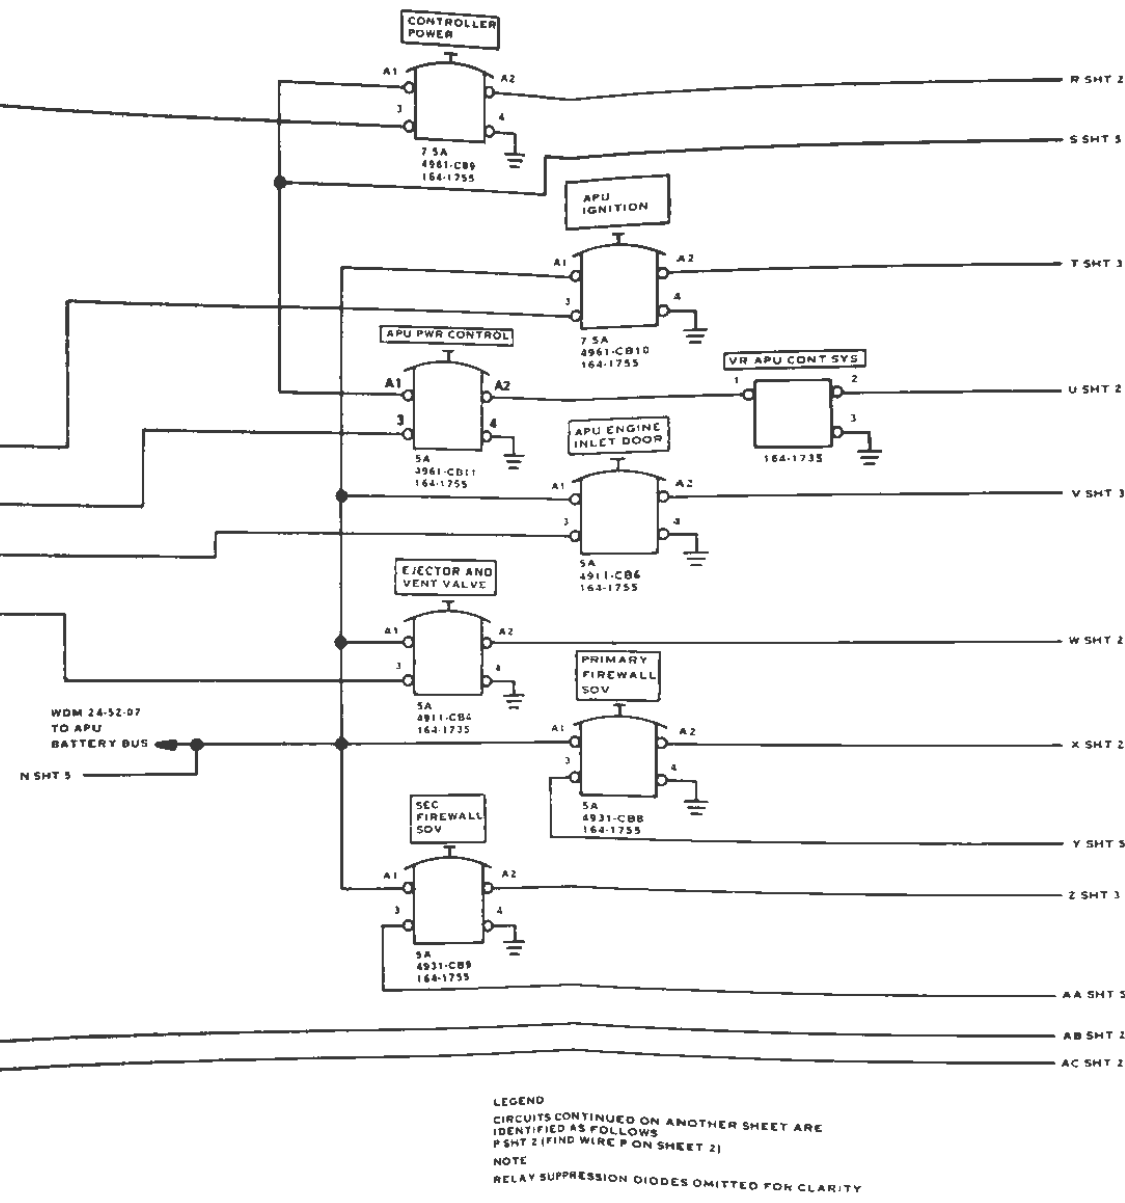 CONTROLLER
POWER
A1
A2
3
4
7 5A
4961-CB9
164-1755
R SHT 2
S SHT 5
APU
IGNITION
A1
A2
3
4
7 5A
4961-CB10
164-1755
T SHT 3
APU PWR CONTROL
A1
A2
3
4
5A
4961-CB11
164-1755
VR APU CONT SYS
1
2
3
164-1735
U SHT 2
APU ENGINE
INLET DOOR
A1
A2
3
4
5A
4911-CB6
164-1755
V SHT 3
EJECTOR AND
VENT VALVE
A1
A2
3
4
5A
4911-CB4
164-1735
W SHT 2
PRIMARY
FIREWALL
SOV
A1
A2
3
4
5A
4931-CB8
164-1755
X SHT 2
Y SHT 5
WDM 24-52-07
TO APU
BATTERY BUS
N SHT 5
SEC
FIREWALL
SOV
A1
A2
3
4
5A
4931-CB9
164-1755
Z SHT 3
AA SHT 5
AB SHT 2
AC SHT 2
LEGEND
CIRCUITS CONTINUED ON ANOTHER SHEET ARE
IDENTIFIED AS FOLLOWS
P SHT 2 (FIND WIRE P ON SHEET 2)
NOTE
RELAY SUPPRESSION DIODES OMITTED FOR CLARITY